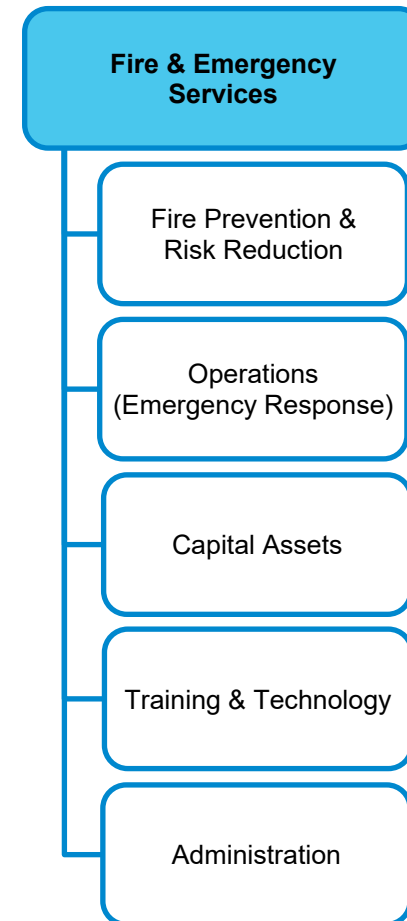 Fire & Emergency
Services
Fire Prevention &
Risk Reduction
Operations
(Emergency Response)
Capital Assets
Training & Technology
Administration